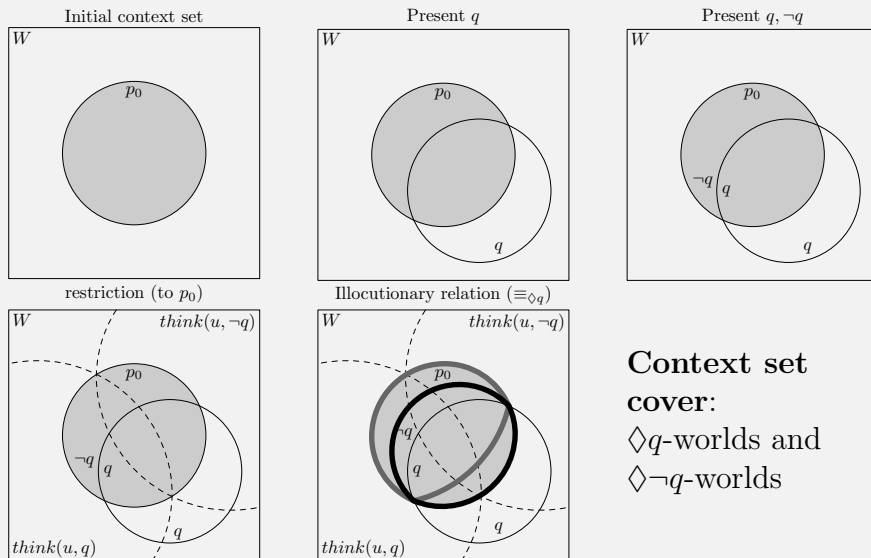 Initial context set
Present q
Present q, ¬q
W
p₀
W
p₀
q
W
p₀
¬q
q
q
restriction (to p₀)
Illocutionary relation (≡◊q)
W
think(u, ¬q)
p₀
¬q
q
q
think(u, q)
W
think(u, ¬q)
p₀
¬q
q
q
think(u, q)
Context set
cover:
◊q-worlds and
◊¬q-worlds